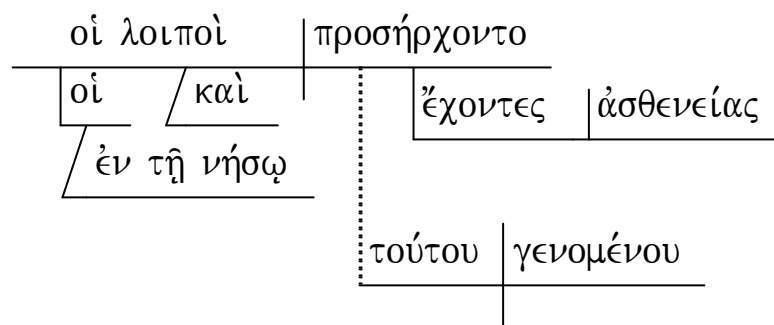 οἱ λοιποὶ προσήρχοντο
οἱ καὶ ἔχοντες ἀσθενείας
ἐν τῇ νήσῳ
τούτου γενομένου